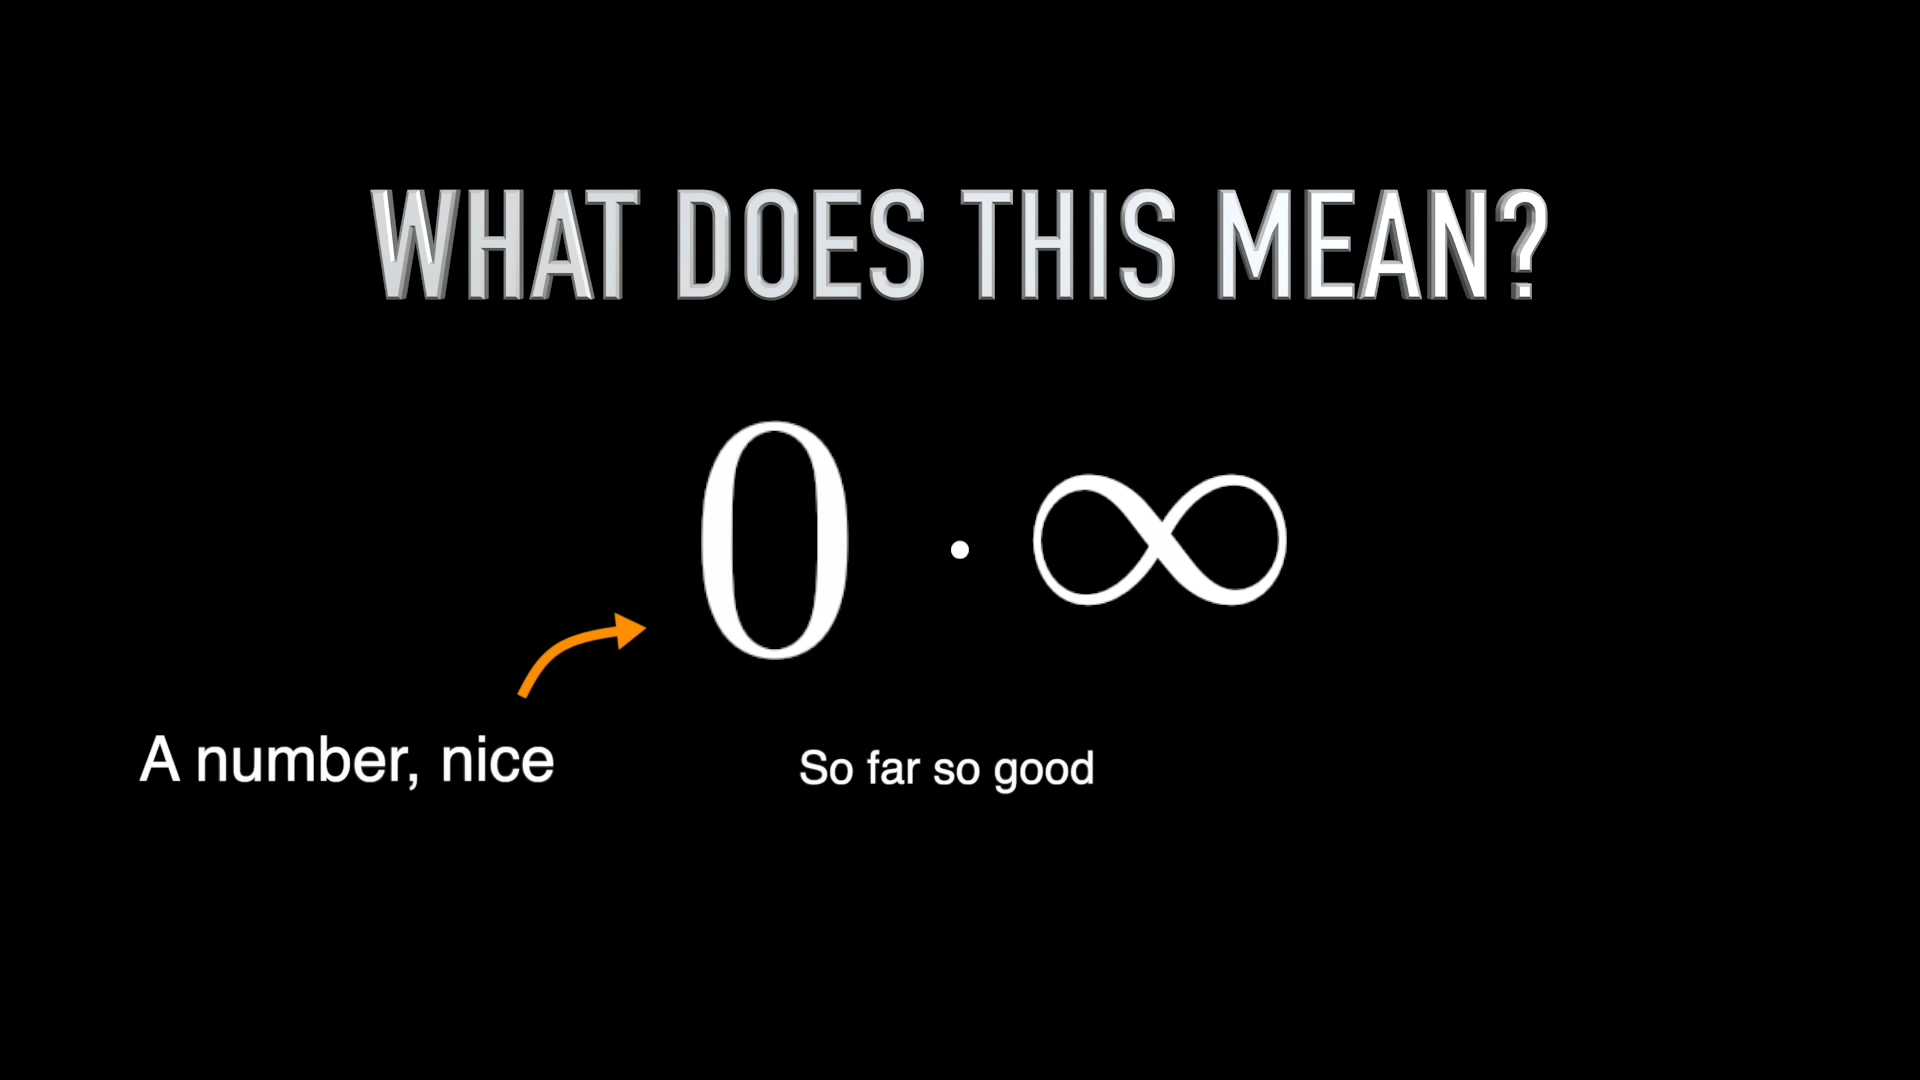 WHAT DOES THIS MEAN?
0 · ∞
A number, nice
So far so good